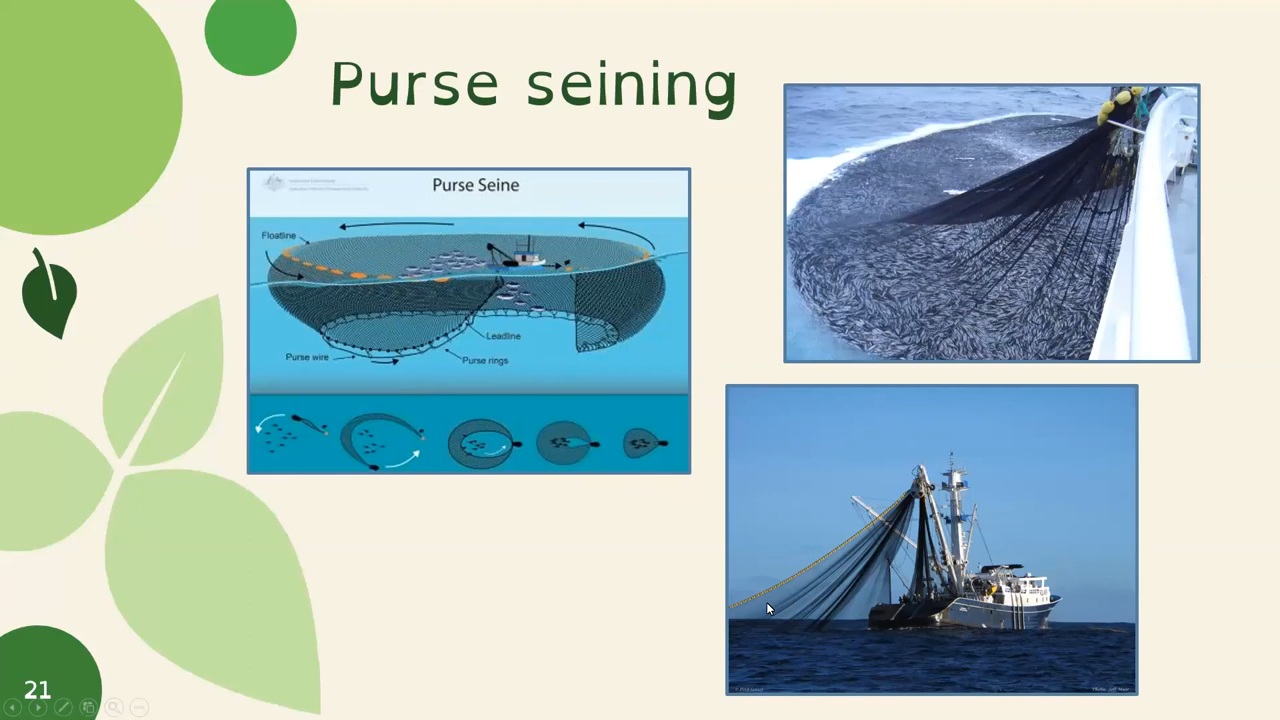 Purse seining
Purse Seine
Floatline
Leadline
Purse wire
Purse rings
21